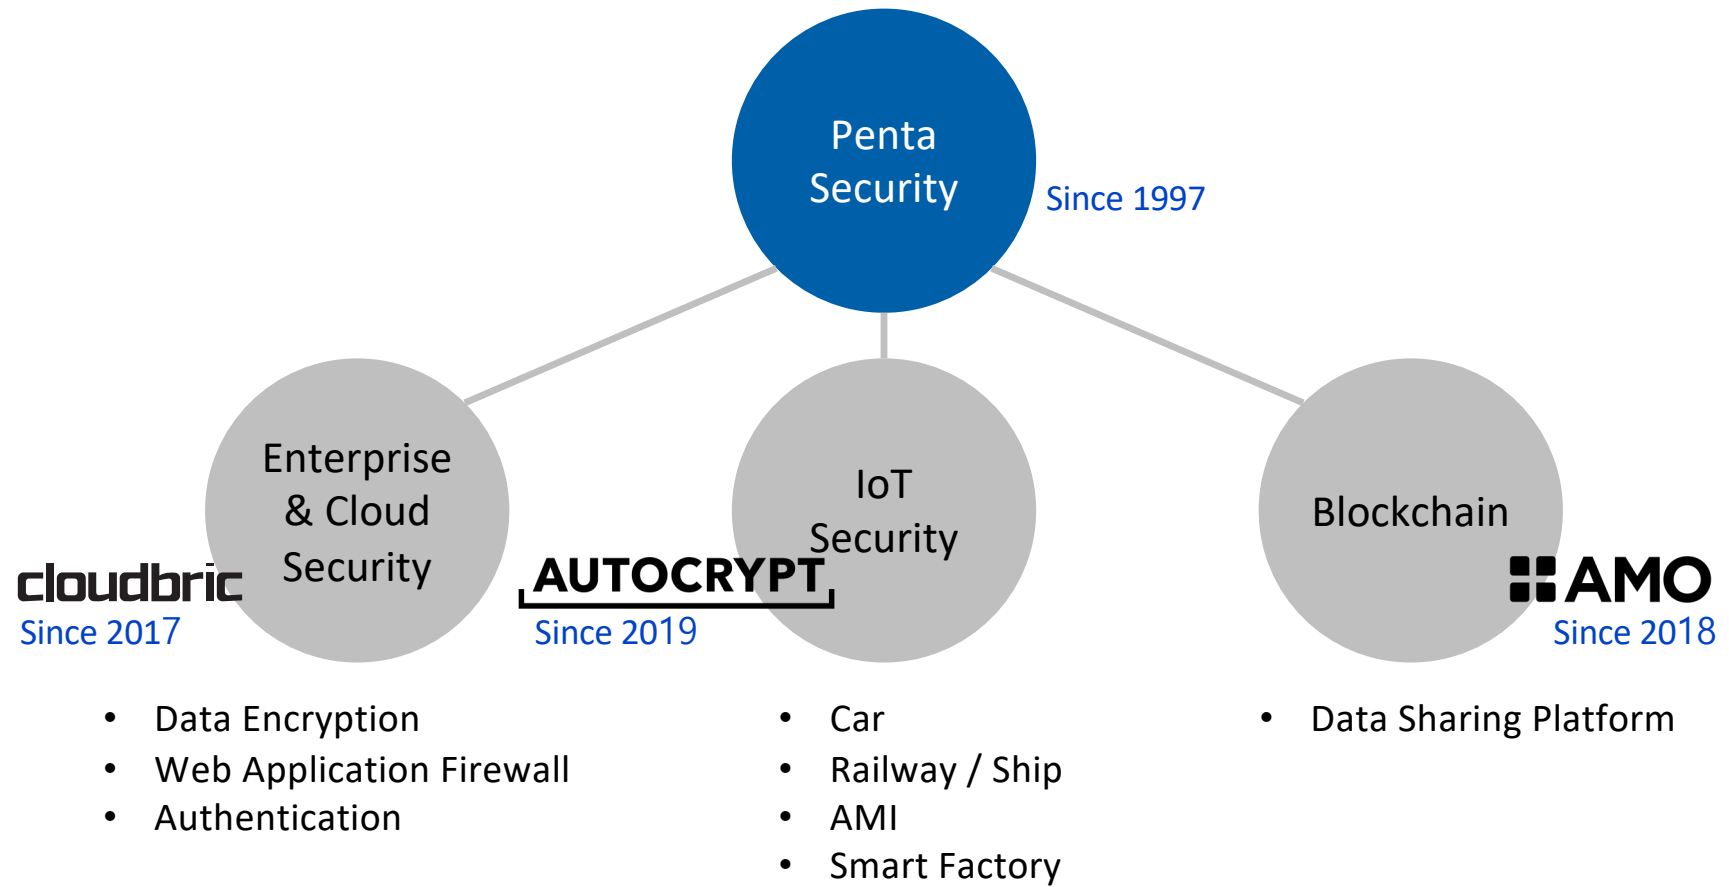 Penta
Security
Since 1997
Enterprise
& Cloud
Security
cloudbric
Since 2017
IoT
Security
AUTOCRYPT
Since 2019
Blockchain
AMO
Since 2018
• Data Encryption
• Web Application Firewall
• Authentication
• Car
• Railway / Ship
• AMI
• Smart Factory
• Data Sharing Platform